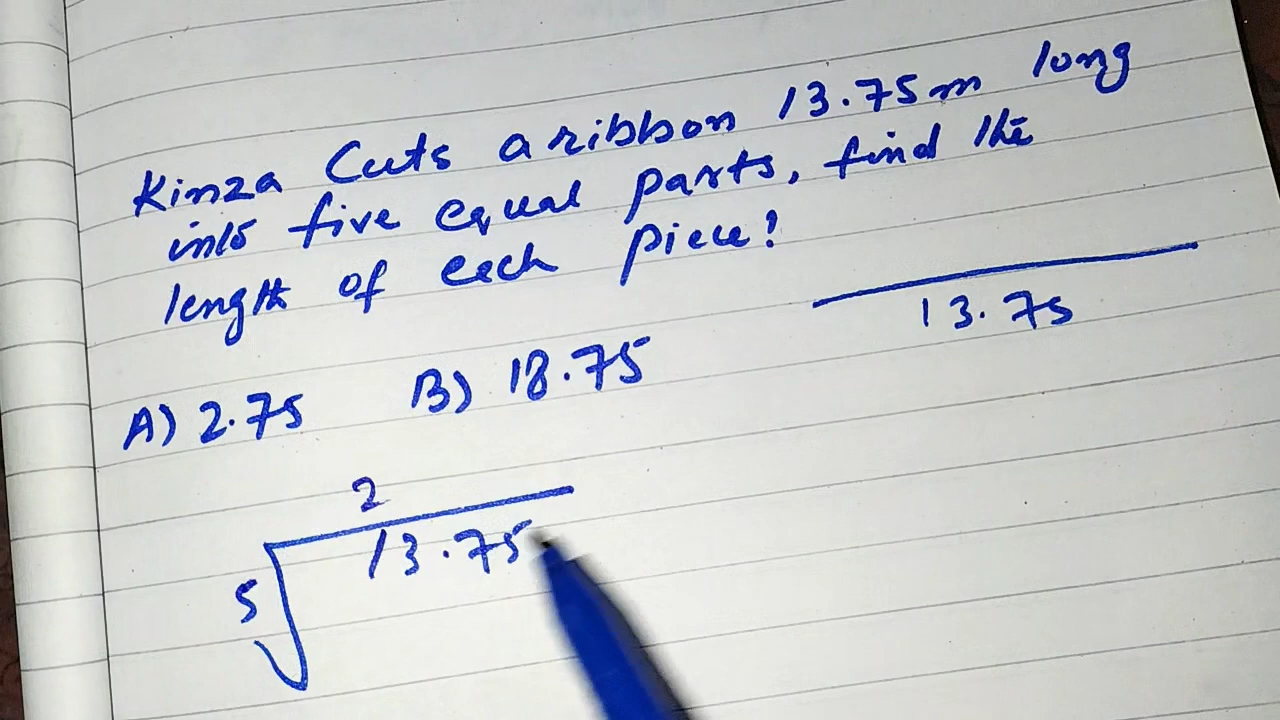 Kinza Cuts a ribbon 13.75m long
into five equal parts, find the
length of each piece?
13.75
A) 2.75 B) 18.75
2
5 13.75